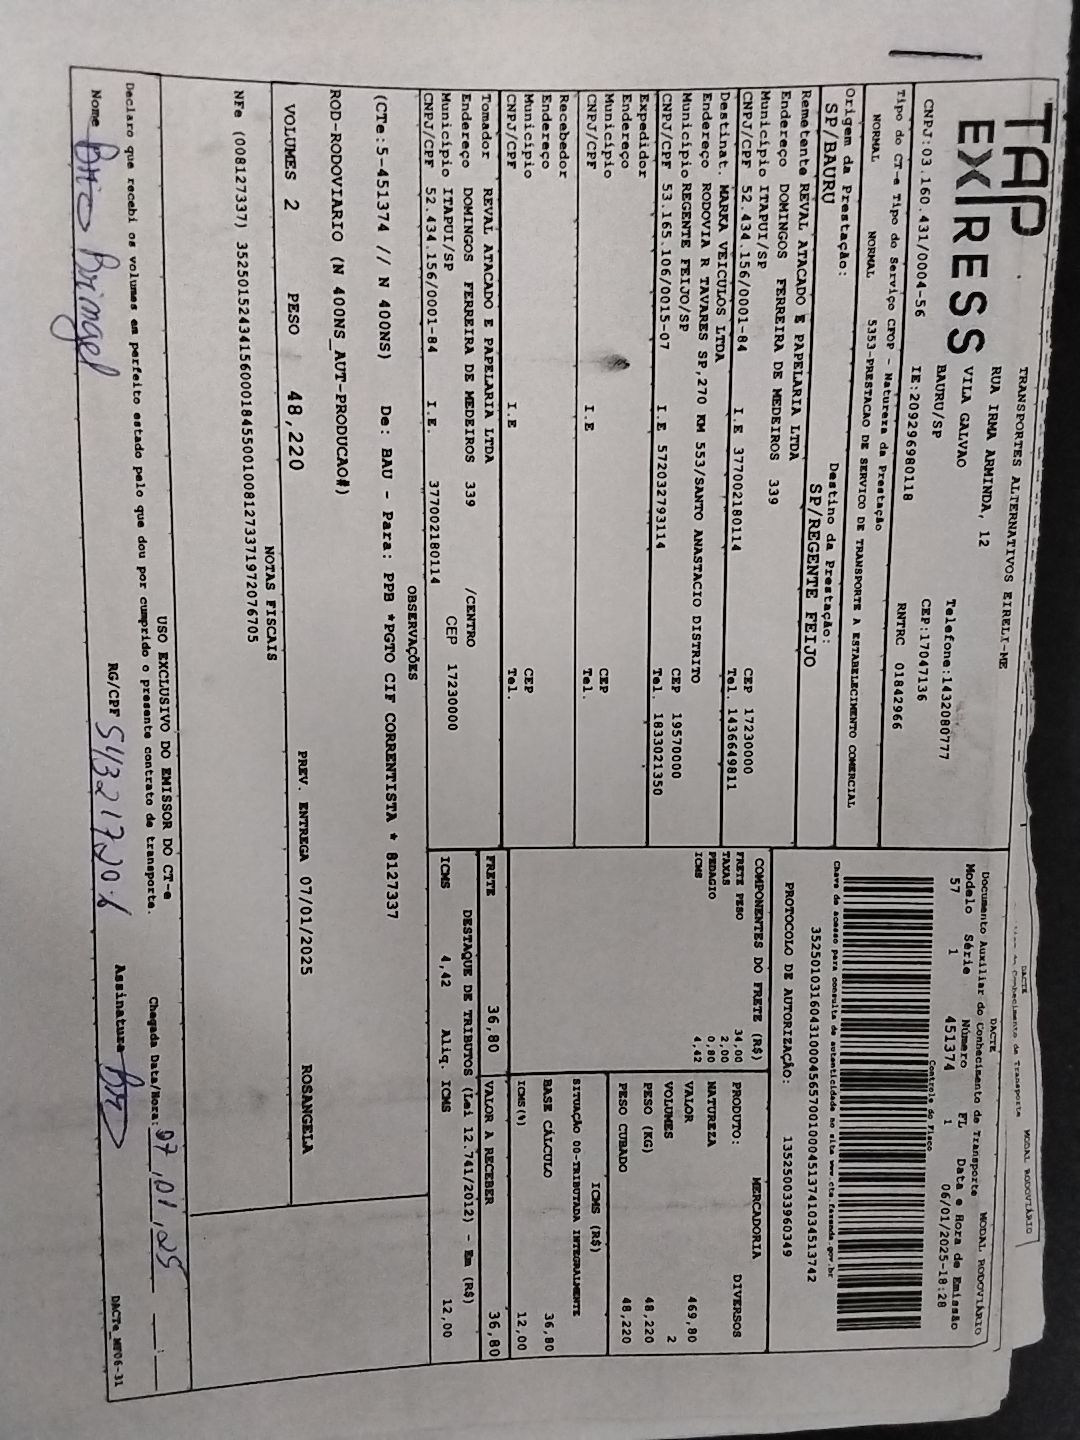 TAP
EXPRESS
TRANSPORTES ALTERNATIVOS EIRELI-ME
RUA IRMA ARMINDA, 12
VILA GALVAO
BAURU/SP
Telefone:1432080777
CEP:17047136
CNPJ:03.160.431/0004-56
IE:209296980118
RNTRC 01842966
Tipo do CT-e Tipo do Serviço CFOP - Natureza da Prestação
NORMAL NORMAL 5353-PRESTACAO DE SERVICO DE TRANSPORTE A ESTABELECIMENTO COMERCIAL
Origem da Prestação:
SP/BAURU
Destino da Prestação:
SP/REGENTE FEIJO
Remetente REVAL ATACADO E PAPELARIA LTDA
Endereço DOMINGOS FERREIRA DE MEDEIROS 339
Município ITAPUI/SP CEP 17230000
CNPJ/CPF 52.434.156/0001-84 I.E 377002180114 Tel. 1436649811
Destinat. MARKA VEICULOS LTDA
Endereço RODOVIA R TAVARES SP,270 KM 553/SANTO ANASTACIO DISTRITO
Município REGENTE FEIJO/SP CEP 19570000
CNPJ/CPF 53.165.106/0015-07 I.E 572032793114 Tel. 1833021350
Expedidor
Endereço
Município CEP
CNPJ/CPF I.E Tel.
Recebedor
Endereço
Município CEP
CNPJ/CPF I.E Tel.
Tomador REVAL ATACADO E PAPELARIA LTDA
Endereço DOMINGOS FERREIRA DE MEDEIROS 339 /CENTRO
Município ITAPUI/SP CEP 17230000
CNPJ/CPF 52.434.156/0001-84 I.E. 377002180114
DACTE
MODAL RODOVIÁRIO
DACTE
Documento Auxiliar do Conhecimento de Transporte MODAL RODOVIÁRIO
Modelo Série Número FL Data e Hora de Emissão
57 1 451374 1 06/01/2025-18:28
Controle do Fisco
Chave de acesso para consulta de autenticidade no site www.cte.fazenda.gov.br
35250103160431000456570010004513741034513742
PROTOCOLO DE AUTORIZAÇÃO: 135250033960349
COMPONENTES DO FRETE (R$)
FRETE PESO 34,00
TAXAS 2,00
PEDAGIO 0,80
ICMS 4,42
MERCADORIA
PRODUTO: DIVERSOS
NATUREZA
VALOR 469,80
VOLUMES 2
PESO (KG) 48,220
PESO CUBADO 48,220
ICMS (R$)
SITUAÇÃO 00-TRIBUTADA INTEGRALMENTE
BASE CÁLCULO 36,80
ICMS(%) 12,00
FRETE 36,80 VALOR A RECEBER 36,80
DESTAQUE DE TRIBUTOS (Lei 12.741/2012) - Em (R$)
ICMS 4,42 Aliq. ICMS 12,00
OBSERVAÇÕES
(CTe:5-451374 // N 400NS) De: BAU - Para: PPB *PGTO CIF CORRENTISTA * 8127337
ROD-RODOVIARIO (N 400NS_AUT-PRODUCAO#)
VOLUMES 2 PESO 48,220 PREV. ENTREGA 07/01/2025 ROSANGELA
NOTAS FISCAIS
NFe (008127337) 35250152434156000184550010081273371972076705
USO EXCLUSIVO DO EMISSOR DO CT-e
Declaro que recebi os volumes em perfeito estado pelo que dou por cumprido o presente contrato de transporte. Chegada Data/Hora: 07/01/25
Nome Bringel RG/CPF Assinatura
DACTe_MF06-31